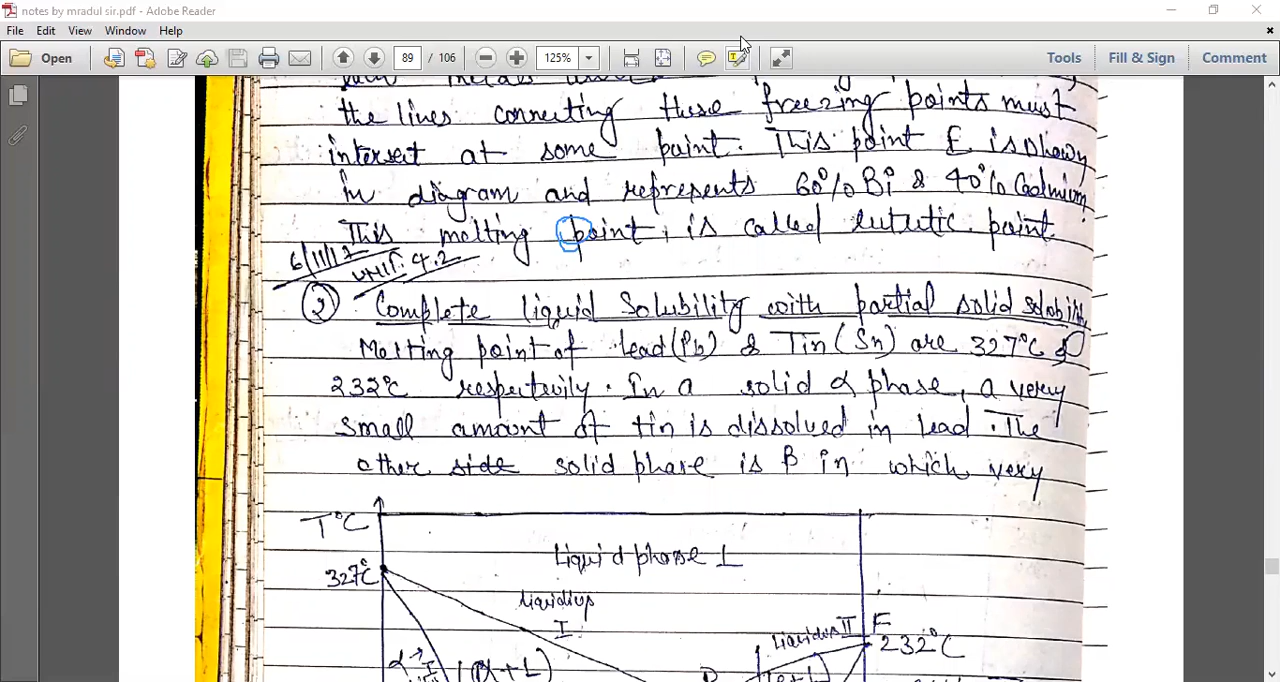 notes by mradul sir.pdf - Adobe Reader
File Edit View Window Help
Open 89 / 106 125% Tools Fill & Sign Comment
the lines connecting these freezing points must
intersect at some point. This point E is shown
in diagram and represents 60% Bi & 40% Cadmium
This melting point, is called eututic point
6/11/17
UNIT. 4.2
② Complete liquid Solubility with partial solid solubility
Melting point of lead (Pb) & Tin (Sn) are 327°C &
232°C respectively. In a solid α phase, a very
small amount of tin is dissolved in lead. The
other side solid phase is β in which very
T°C
Liquid phase L
327°C
liquidius
I
liquidus II F
232°C
α I (α+L)